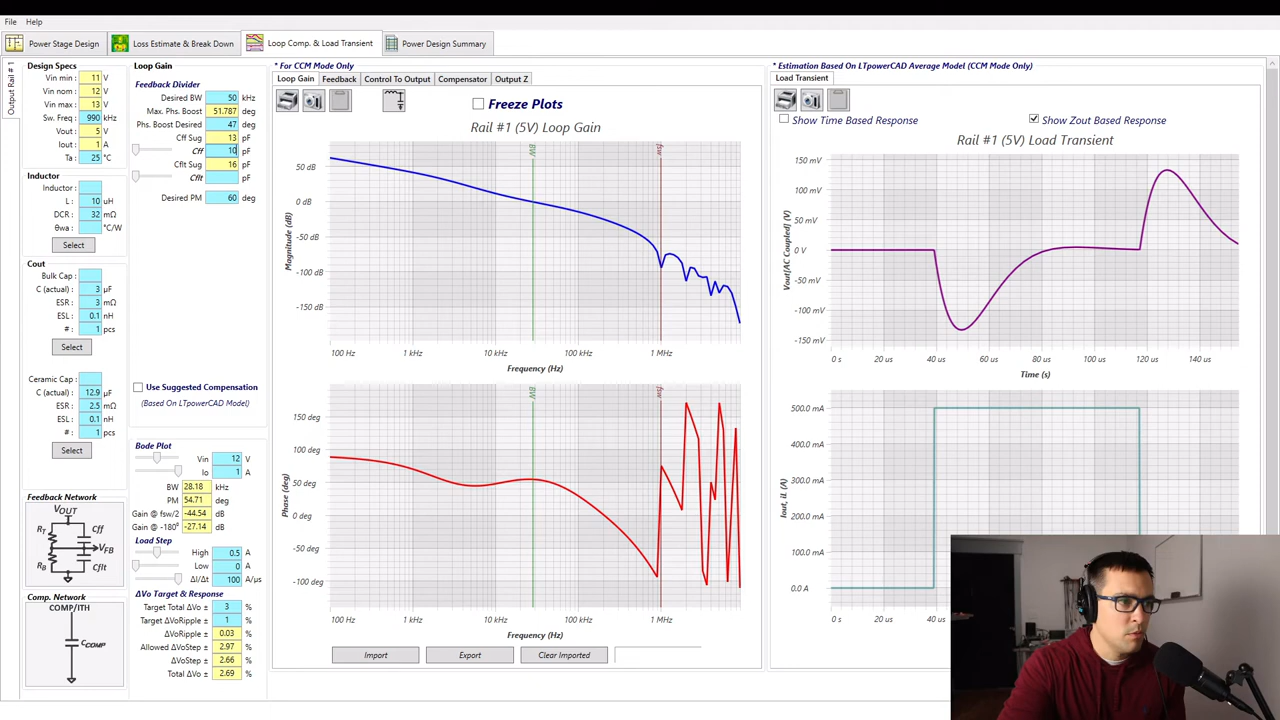 File Help
Power Stage Design Loss Estimate & Break Down Loop Comp. & Load Transient Power Design Summary
Output Rail # 1
Design Specs
Vin min : 11 V
Vin nom : 12 V
Vin max : 13 V
Sw. Freq : 990 kHz
Vout : 5 V
Iout : 1 A
Ta : 25 °C
Inductor
Inductor :
L : 10 uH
DCR : 32 mΩ
θwa : °C/W
Select
Cout
Bulk Cap :
C (actual) : 3 µF
ESR : 3 mΩ
ESL : 0.1 nH
# : 1 pcs
Select
Ceramic Cap :
C (actual) : 12.9 µF
ESR : 2.5 mΩ
ESL : 0.1 nH
# : 1 pcs
Select
Feedback Network
VOUT
RT
Cff
VFB
RB
Cflt
Comp. Network
COMP/ITH
CCOMP
Loop Gain
Feedback Divider
Desired BW 50 kHz
Max. Phs. Boost 51.787 deg
Phs. Boost Desired 47 deg
Cff Sug 13 pF
Cff 10 pF
Cflt Sug 16 pF
Cflt pF
Desired PM 60 deg
Use Suggested Compensation
(Based On LTpowerCAD Model)
Bode Plot
Vin 12 V
Io 1 A
BW 28.18 kHz
PM 54.71 deg
Gain @ fsw/2 -44.54 dB
Gain @ -180° -27.14 dB
Load Step
High 0.5 A
Low 0 A
ΔI/Δt 100 A/µs
ΔVo Target & Response
Target Total ΔVo ± 3 %
Target ΔVoRipple ± 1 %
ΔVoRipple ± 0.03 %
Allowed ΔVoStep ± 2.97 %
ΔVoStep ± 2.66 %
Total ΔVo ± 2.69 %
* For CCM Mode Only
Loop Gain Feedback Control To Output Compensator Output Z
Freeze Plots
Rail #1 (5V) Loop Gain
BW
fsw
Magnitude (dB)
50 dB
0 dB
-50 dB
-100 dB
-150 dB
100 Hz 1 kHz 10 kHz 100 kHz 1 MHz
Frequency (Hz)
BW
fsw
Phase (deg)
150 deg
100 deg
50 deg
0 deg
-50 deg
-100 deg
100 Hz 1 kHz 10 kHz 100 kHz 1 MHz
Frequency (Hz)
Import Export Clear Imported
* Estimation Based On LTpowerCAD Average Model (CCM Mode Only)
Load Transient
Show Time Based Response Show Zout Based Response
Rail #1 (5V) Load Transient
Vout[AC Coupled] (V)
150 mV
100 mV
50 mV
0 V
-50 mV
-100 mV
-150 mV
0 s 20 us 40 us 60 us 80 us 100 us 120 us 140 us
Time (s)
Iout, iL (A)
500.0 mA
400.0 mA
300.0 mA
200.0 mA
100.0 mA
0.0 A
0 s 20 us 40 us